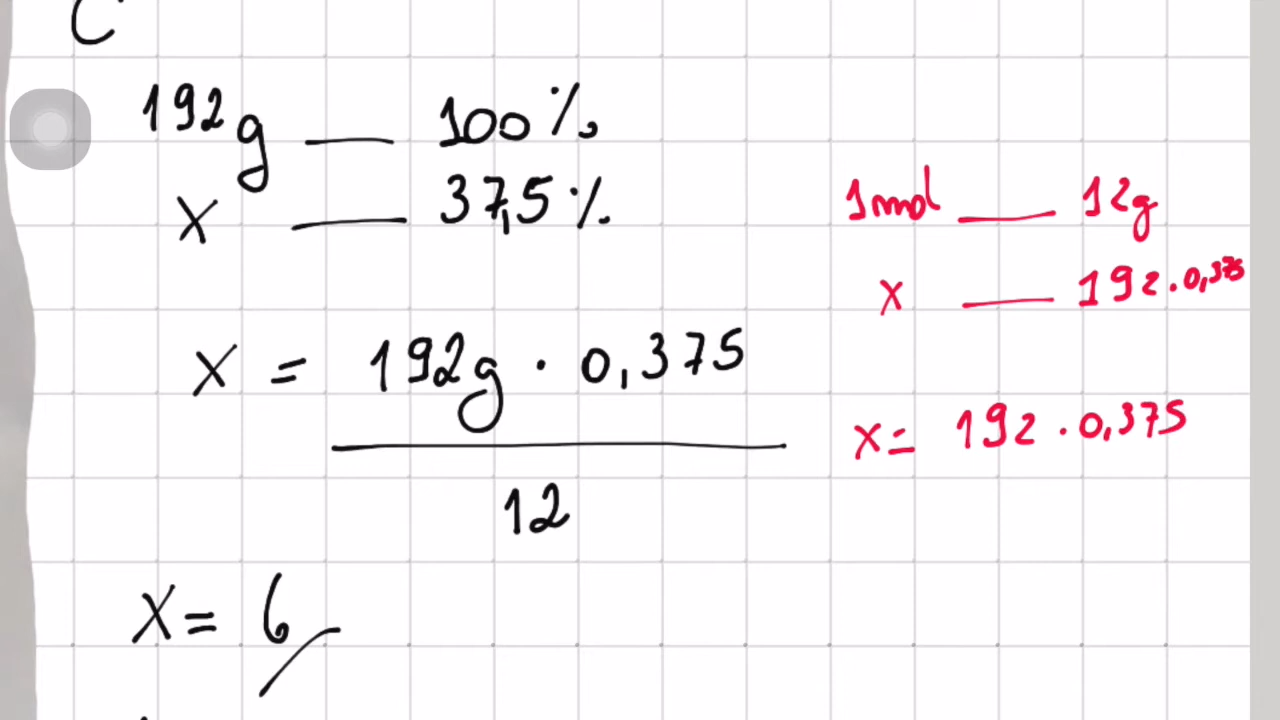 C
192g — 100%
x — 37,5%
x = 192g · 0,375
12
x = 6
1mol — 12g
x — 192.0,375
x= 192 . 0,375